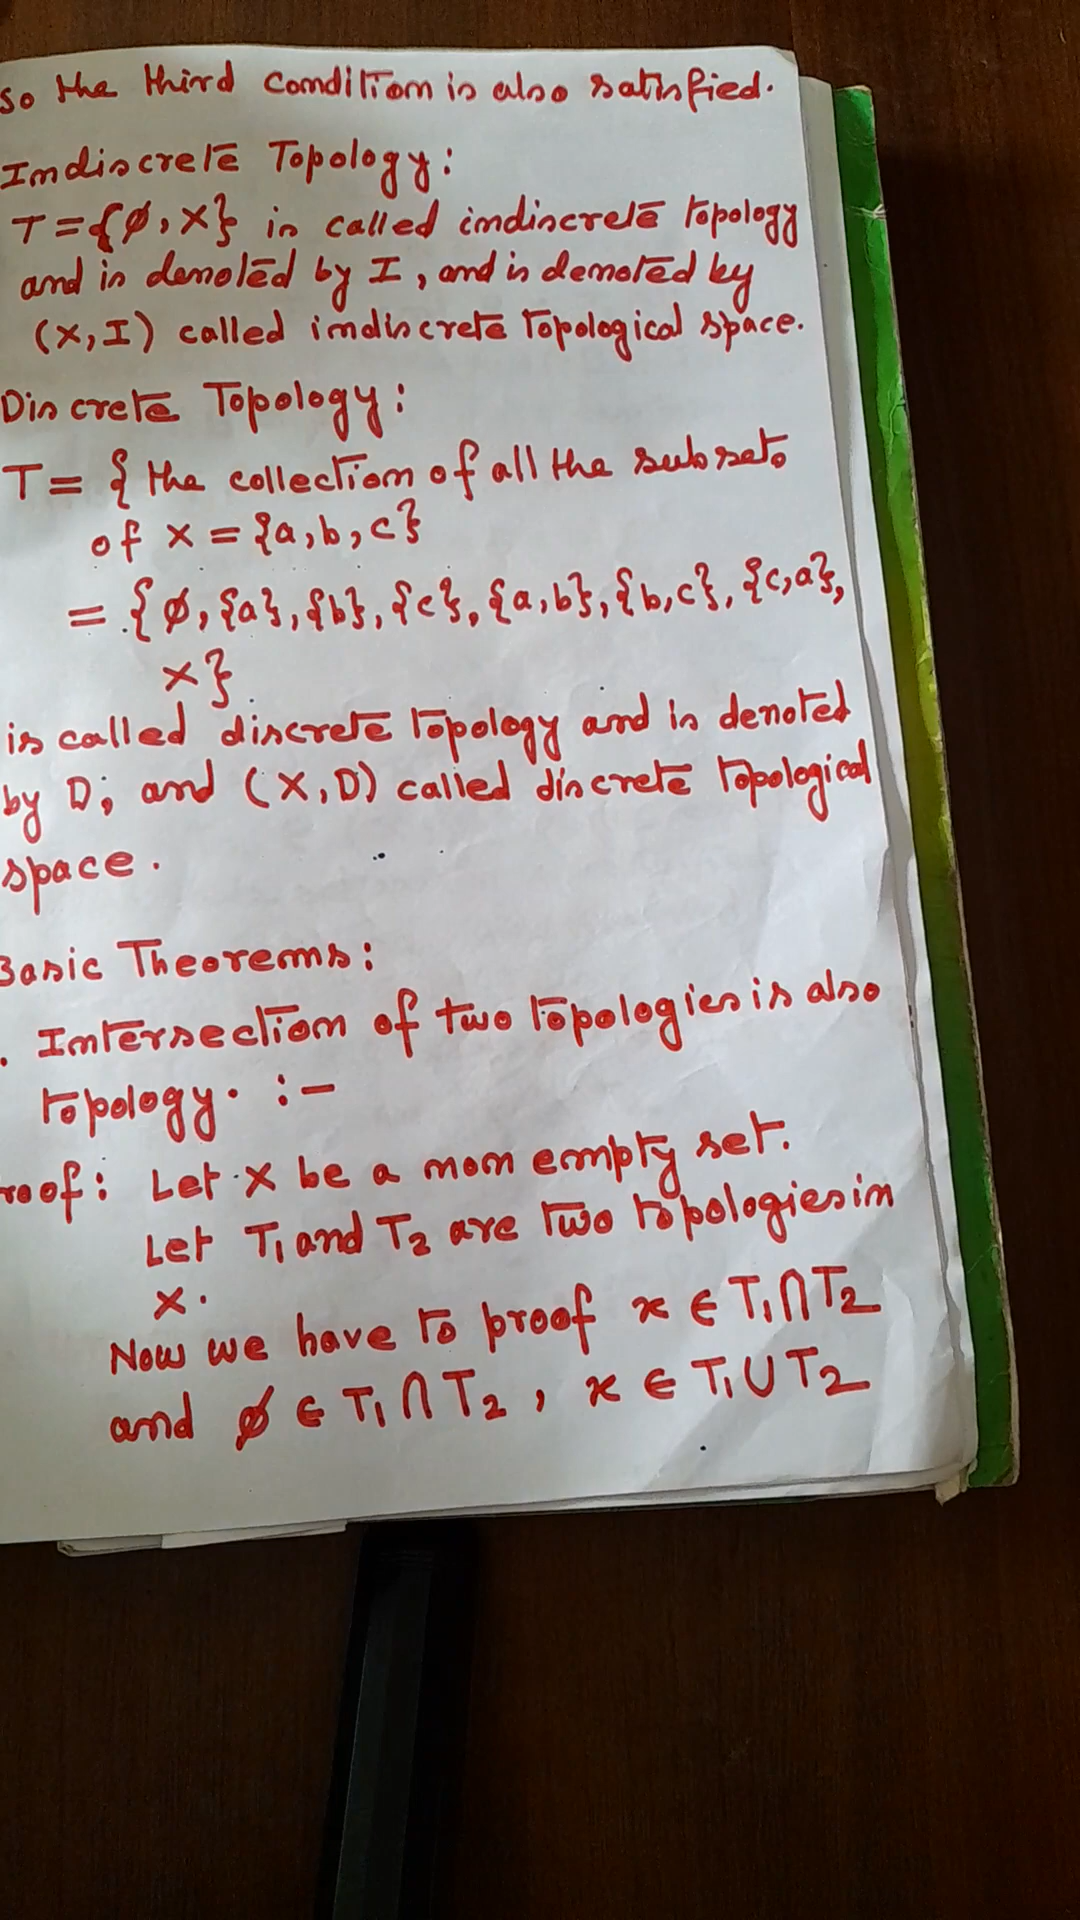 so the third condition is also satisfied.
Indiscrete Topology:
T={ϕ, X} is called indiscrete topology
and is denoted by I, and is denoted by
(X, I) called indiscrete topological space.
Discrete Topology:
T = { the collection of all the subsets
of X = {a, b, c}
= {ϕ, {a}, {b}, {c}, {a, b}, {b, c}, {c, a},
X}
is called discrete topology and is denoted
by D; and (X, D) called discrete topological
space.
Basic Theorems:
. Intersection of two topologies is also
topology. :-
roof: Let X be a non empty set.
Let T₁ and T₂ are two topologies in
X.
Now we have to proof x ∈ T₁ ∩ T₂
and ϕ ∈ T₁ ∩ T₂, x ∈ T₁ ∪ T₂